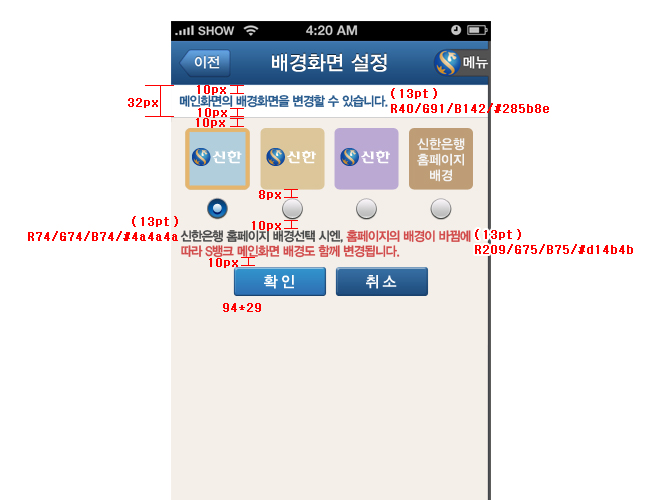 SHOW 4:20 AM
이전 배경화면 설정 메뉴
10px (13pt)
32px 메인화면의 배경화면을 변경할 수 있습니다. R40/G91/B142/#285b8e
10px
10px
신한 신한 신한 신한은행
홈페이지
배경
8px
(13pt) 10px (13pt)
R74/G74/B74/#4a4a4a 신한은행 홈페이지 배경선택 시엔, 홈페이지의 배경이 바뀜에 R209/G75/B75/#d14b4b
따라 S뱅크 메인화면 배경도 함께 변경됩니다.
10px
확인 취소
94*29